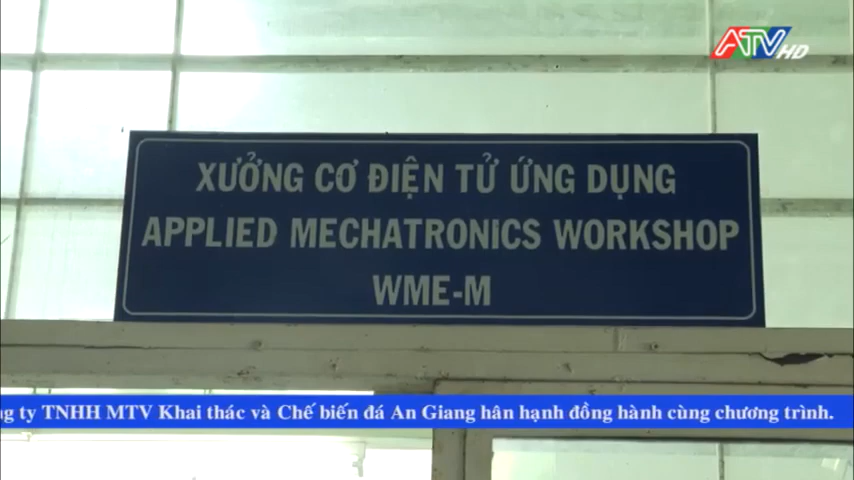 ATV HD
XƯỞNG CƠ ĐIỆN TỬ ỨNG DỤNG
APPLIED MECHATRONICS WORKSHOP
WME-M
ty TNHH MTV Khai thác và Chế biến đá An Giang hân hạnh đồng hành cùng chương trình.